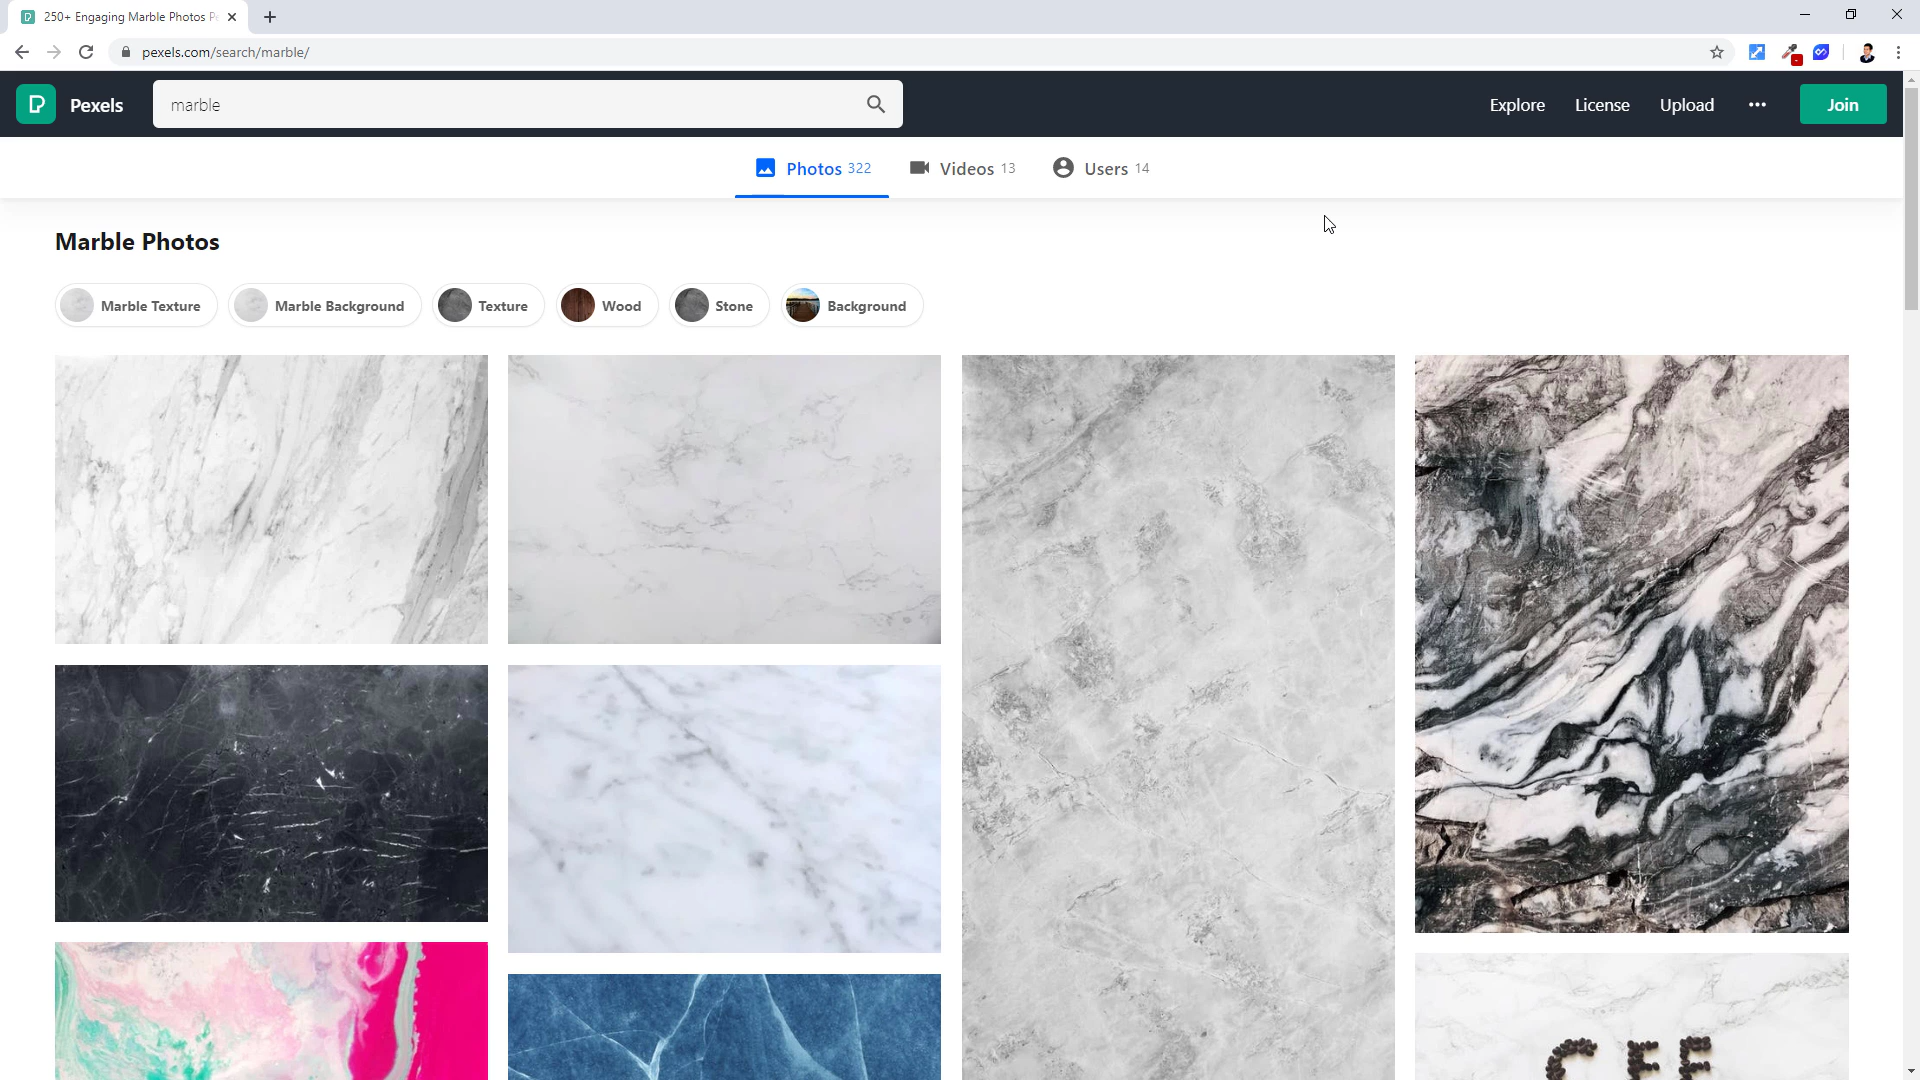 250+ Engaging Marble Photos
pexels.com/search/marble/
Pexels
marble
Explore
License
Upload
Join
Photos 322
Videos 13
Users 14
Marble Photos
Marble Texture
Marble Background
Texture
Wood
Stone
Background